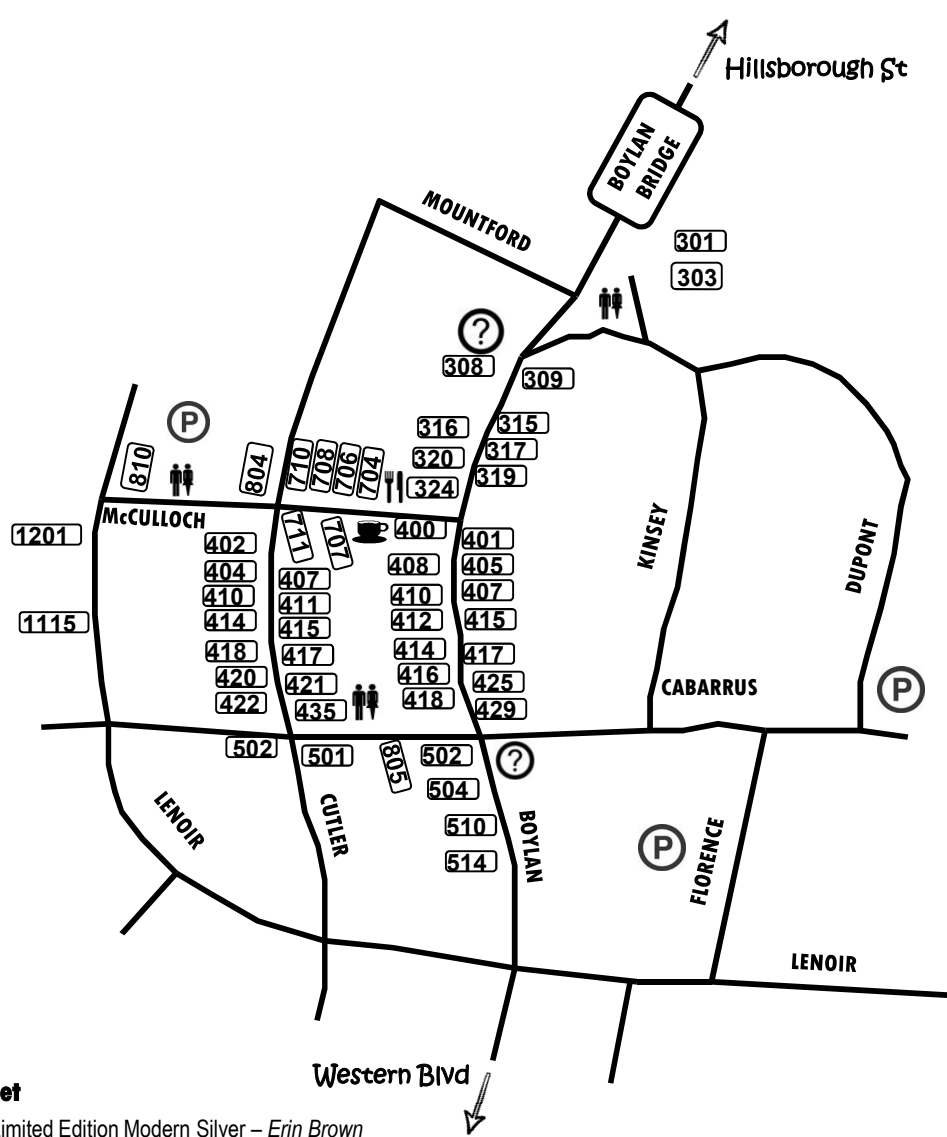 Hillsborough St
BOYLAN
BRIDGE
MOUNTFORD
301
303
?
308
309
316
315
317
320
319
324
P
810
804
710
708
706
704
McCULLOCH
711
707
400
1201
402
401
408
405
404
407
407
410
410
411
412
414
415
415
1115
414
417
418
417
416
420
421
425
418
422
435
429
KINSEY
DUPONT
CABARRUS
P
502
501
805
502
?
504
510
514
LENOIR
CUTLER
BOYLAN
P
FLORENCE
LENOIR
Western Blvd
et
imited Edition Modern Silver – Erin Brown